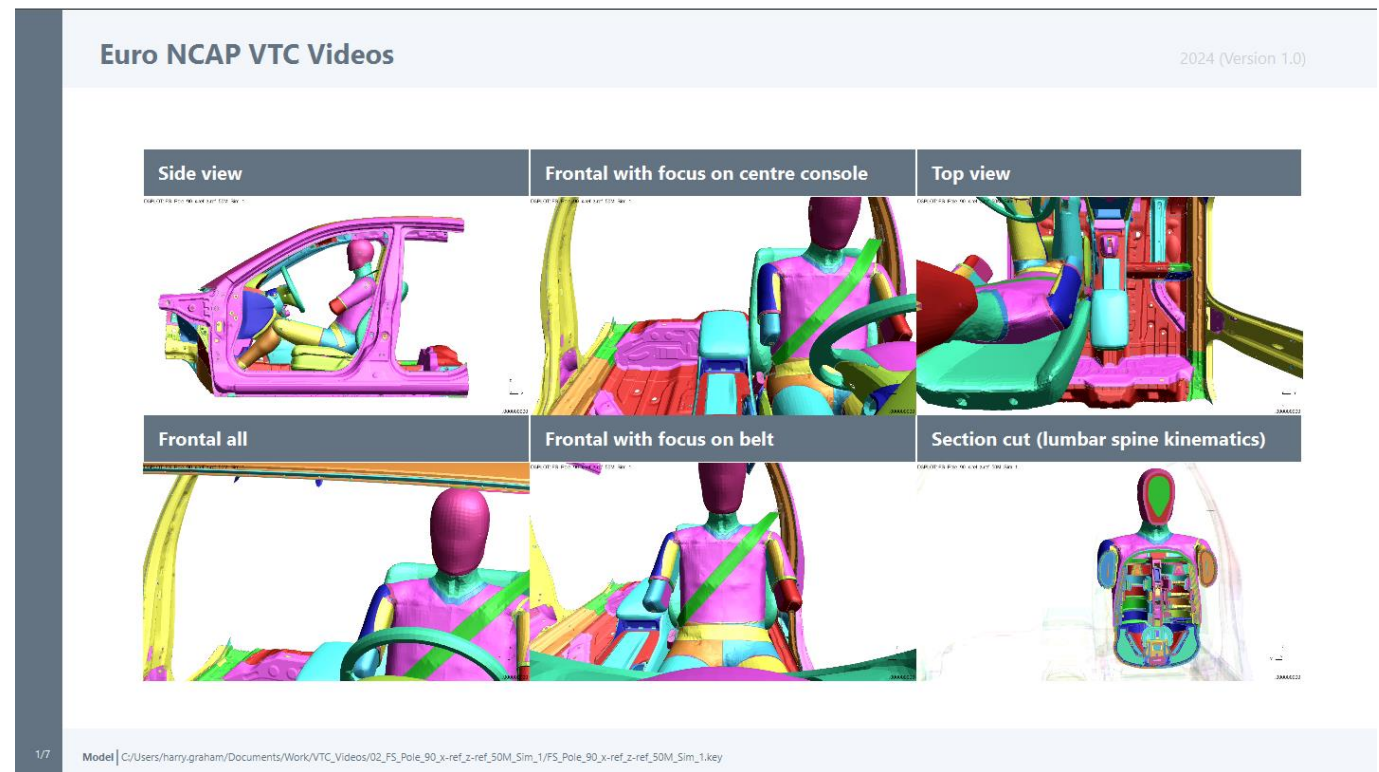 Euro NCAP VTC Videos
2024 (Version 1.0)
Side view
Frontal with focus on centre console
Top view
Frontal all
Frontal with focus on belt
Section cut (lumbar spine kinematics)
1/7
Model C:/Users/harry.graham/Documents/Work/VTC_Videos/02_FS_Pole_90_x-ref_z-ref_50M_Sim_1/FS_Pole_90_x-ref_z-ref_50M_Sim_1.key